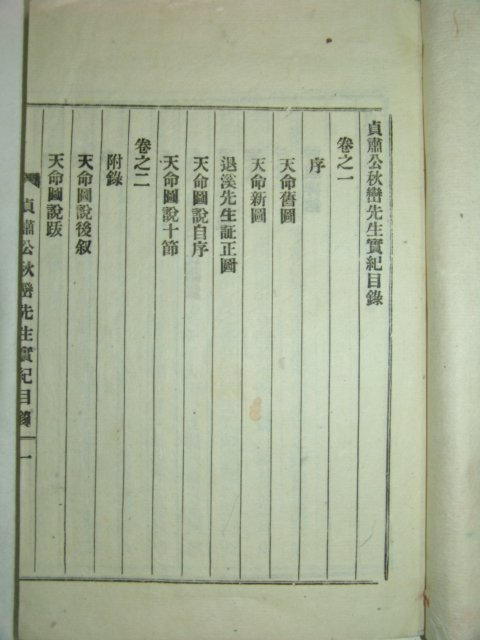 貞肅公秋巒先生實紀目錄
卷之一
序
天命舊圖
天命新圖
退溪先生証正圖
天命圖說自序
天命圖說十節
卷之二
附錄
天命圖說後叙
天命圖說跋
貞肅公秋巒先生實紀目錄 一